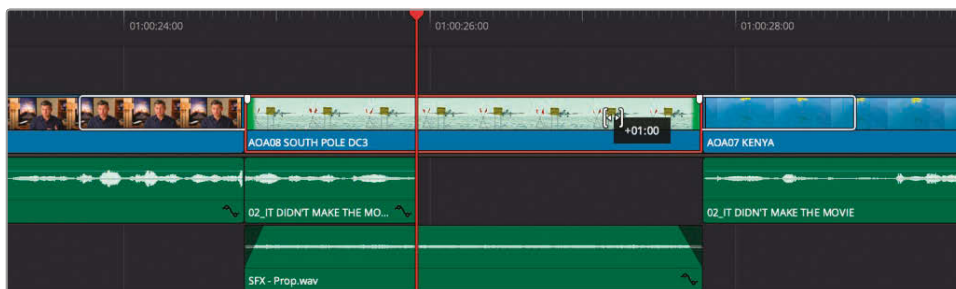 01:00:24:00
01:00:26:00
01:00:28:00
+01:00
AOA08 SOUTH POLE DC3
AOA07 KENYA
02_IT DIDN'T MAKE THE MO...
02_IT DIDN'T MAKE THE MOVIE
SFX - Prop.wav